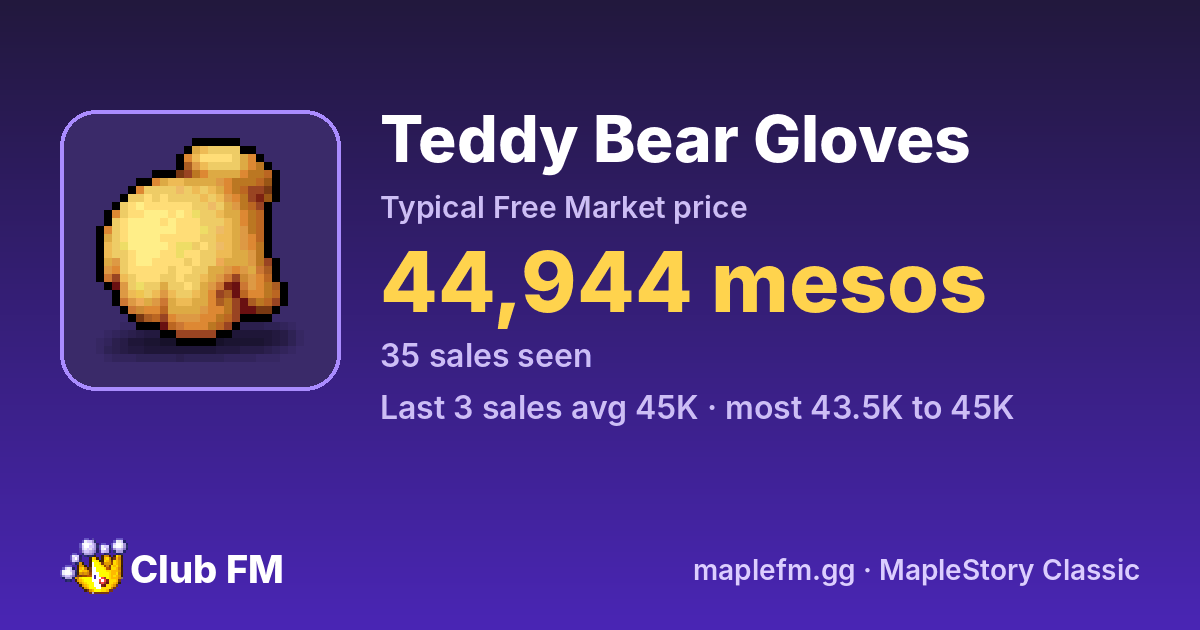 Teddy Bear Gloves
Typical Free Market price
44,944 mesos
35 sales seen
Last 3 sales avg 45K · most 43.5K to 45K
Club FM
maplefm.gg · MapleStory Classic